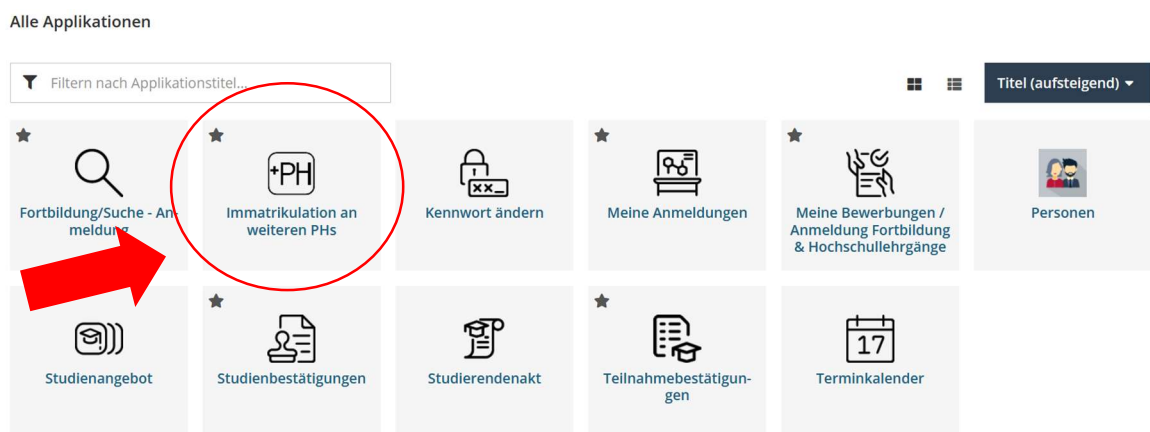 Alle Applikationen
Filtern nach Applikationstitel...
Titel (aufsteigend)
Fortbildung/Suche - An-
meldung
+PH
Immatrikulation an
weiteren PHs
xx_
Kennwort ändern
Meine Anmeldungen
Meine Bewerbungen /
Anmeldung Fortbildung
& Hochschullehrgänge
Personen
Studienangebot
Studienbestätigungen
Studierendenakt
Teilnahmebestätigun-
gen
17
Terminkalender